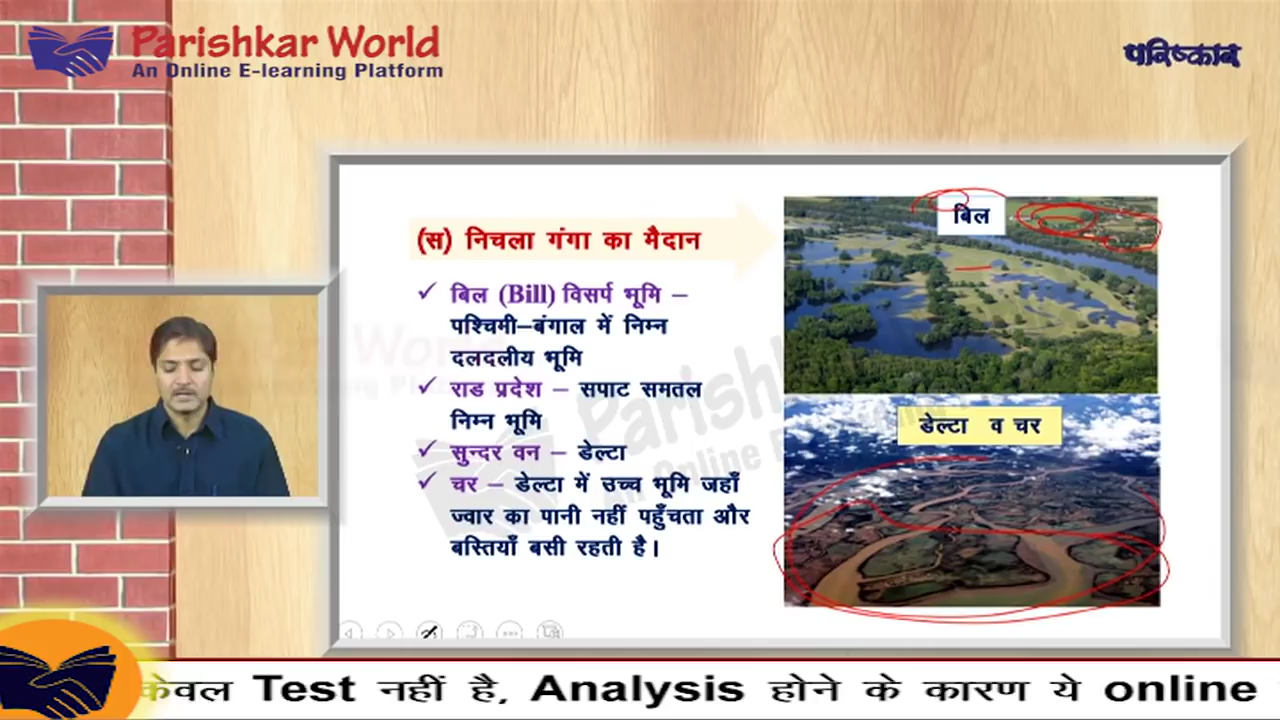 Parishkar World
An Online E-learning Platform
परिष्कार
(स) निचला गंगा का मैदान
✓ बिल (Bill) विसर्प भूमि –
पश्चिमी–बंगाल में निम्न
दलदलीय भूमि
✓ राड प्रदेश – सपाट समतल
निम्न भूमि
✓ सुन्दर वन – डेल्टा
✓ चर – डेल्टा में उच्च भूमि जहाँ
ज्वार का पानी नहीं पहुँचता और
बस्तियाँ बसी रहती है।
बिल
डेल्टा व चर
केवल Test नहीं है, Analysis होने के कारण ये online